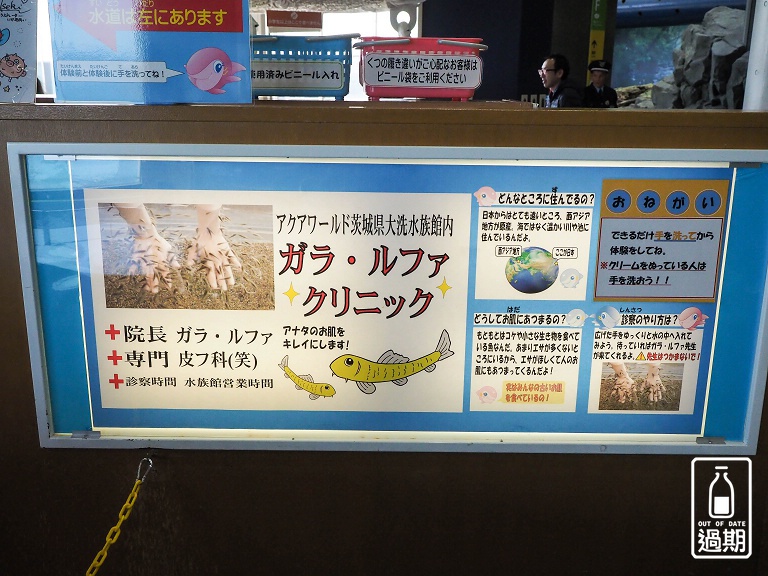 水道は左にあります
体験前と体験後に手を洗ってね!
使用済みビニール入れ
くつの履き違いがご心配なお客様は
ビニール袋をご利用ください
アクアワールド茨城県大洗水族館内
ガラ・ルファ
クリニック
アナタのお肌を
キレイにします!
院長 ガラ・ルファ
専門 皮フ科(笑)
診察時間 水族館営業時間
どんなところに住んでるの?
日本からはとても遠いところ、西アジア
地方が原産。海ではなく温かい川や池に
住んでいるんだよ。
西アジア地方
ここが日本
どうしてお肌にあつまるの?
もともとはコケや小さな生き物を食べて
いる魚なんだ。あまりエサが多くないと
ころにいるから、エサがほしくて人のお
肌にもあつまってくるんだよ!
実はみんなの古いお肌
を食べているの!
おねがい
できるだけ手を洗ってから
体験をしてね。
※クリームをぬっている人は
手を洗おう!!
しんさつ
診察のやり方は?
広げた手をゆっくりと水の中へ入れて
みよう。待っていればガラ・ルファ先生
が来てくれるよ。先生はつかまないで!
OUT OF DATE
過期